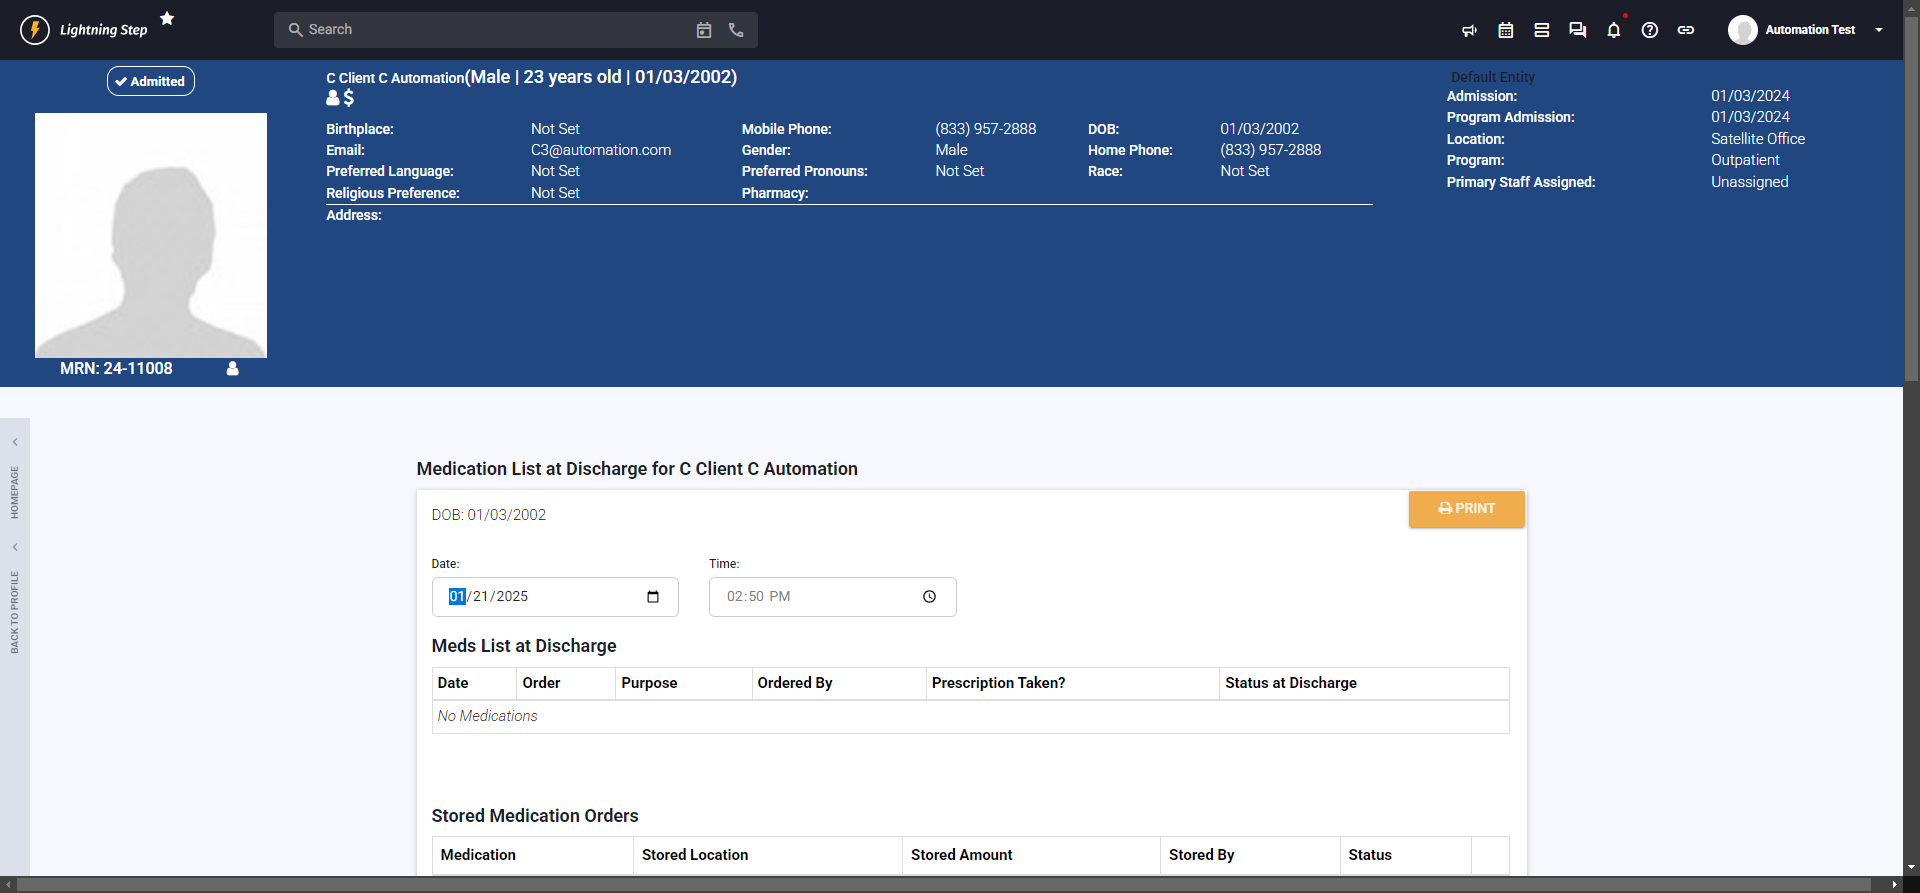 Lightning Step
Search
Automation Test
Admitted
C Client C Automation(Male | 23 years old | 01/03/2002)
$
Birthplace: Not Set Mobile Phone: (833) 957-2888 DOB: 01/03/2002
Email: C3@automation.com Gender: Male Home Phone: (833) 957-2888
Preferred Language: Not Set Preferred Pronouns: Not Set Race: Not Set
Religious Preference: Not Set Pharmacy:
Address:
Default Entity
Admission: 01/03/2024
Program Admission: 01/03/2024
Location: Satellite Office
Program: Outpatient
Primary Staff Assigned: Unassigned
MRN: 24-11008
HOMEPAGE
BACK TO PROFILE
Medication List at Discharge for C Client C Automation
DOB: 01/03/2002
PRINT
Date: Time:
01/21/2025 02:50 PM
Meds List at Discharge
Date Order Purpose Ordered By Prescription Taken? Status at Discharge
No Medications
Stored Medication Orders
Medication Stored Location Stored Amount Stored By Status